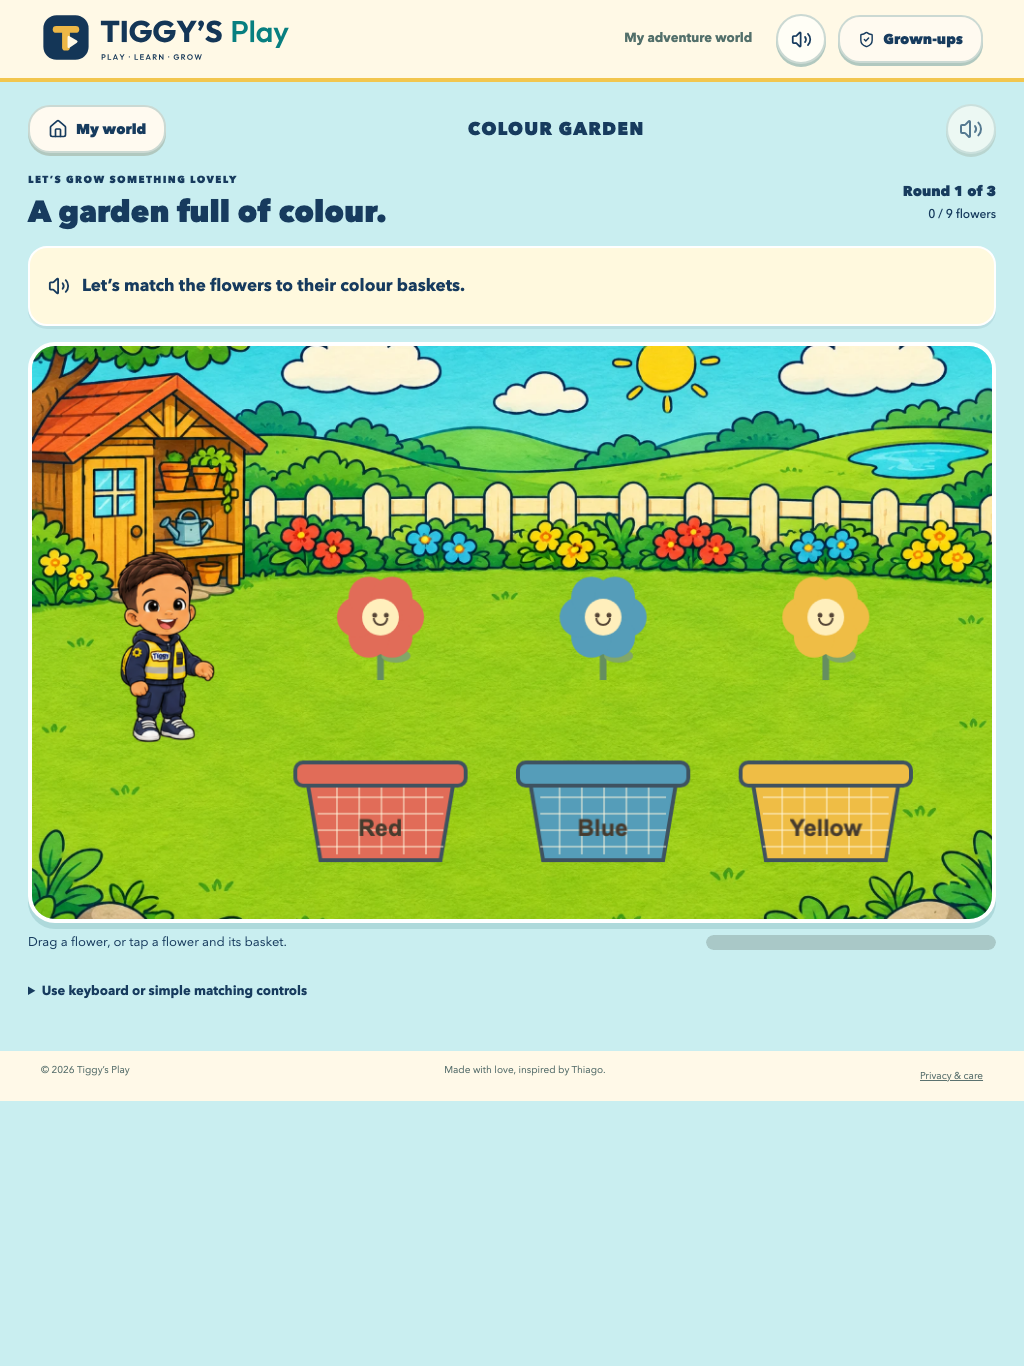 TIGGY’S Play
PLAY · LEARN · GROW
My adventure world
Grown-ups
My world
COLOUR GARDEN
LET’S GROW SOMETHING LOVELY
A garden full of colour.
Round 1 of 3
0 / 9 flowers
Let’s match the flowers to their colour baskets.
Tiggy
Red
Blue
Yellow
Drag a flower, or tap a flower and its basket.
Use keyboard or simple matching controls
© 2026 Tiggy’s Play
Made with love, inspired by Thiago.
Privacy & care